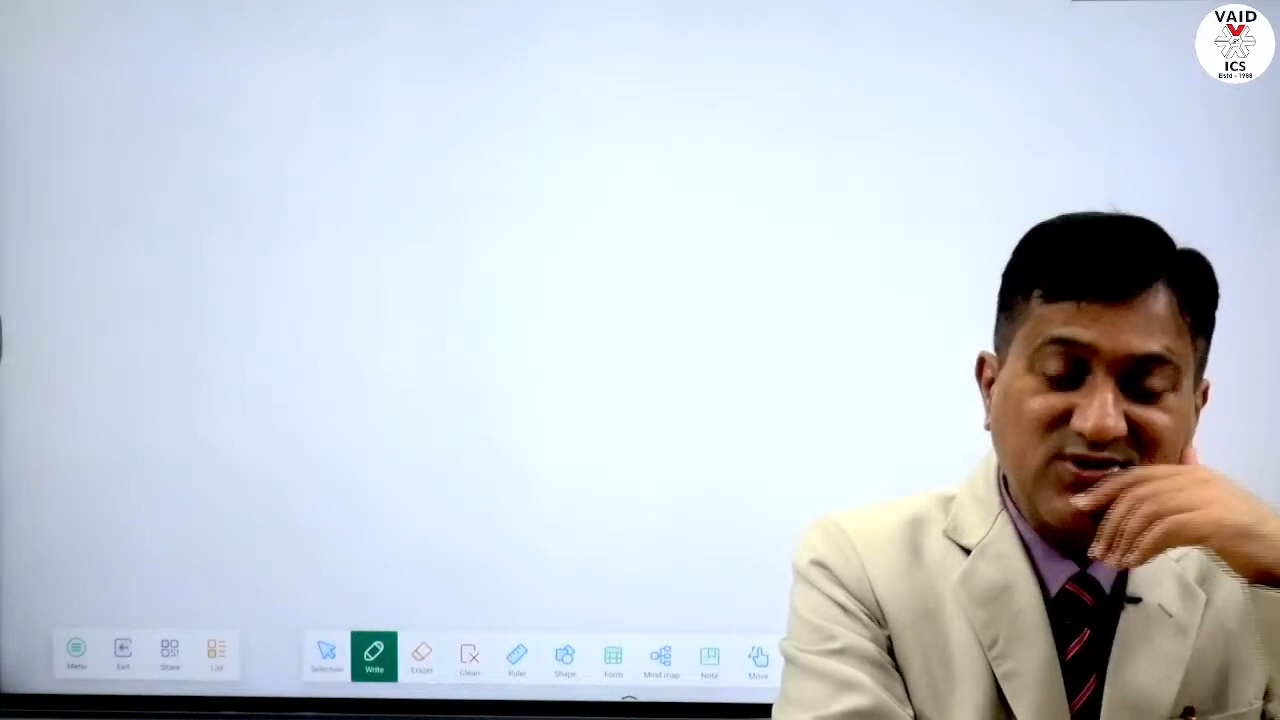 VAID
ICS
Estd - 1988
Menu Exit Share List Selection Write Eraser Clean Ruler Shape Form Mind map Note Move